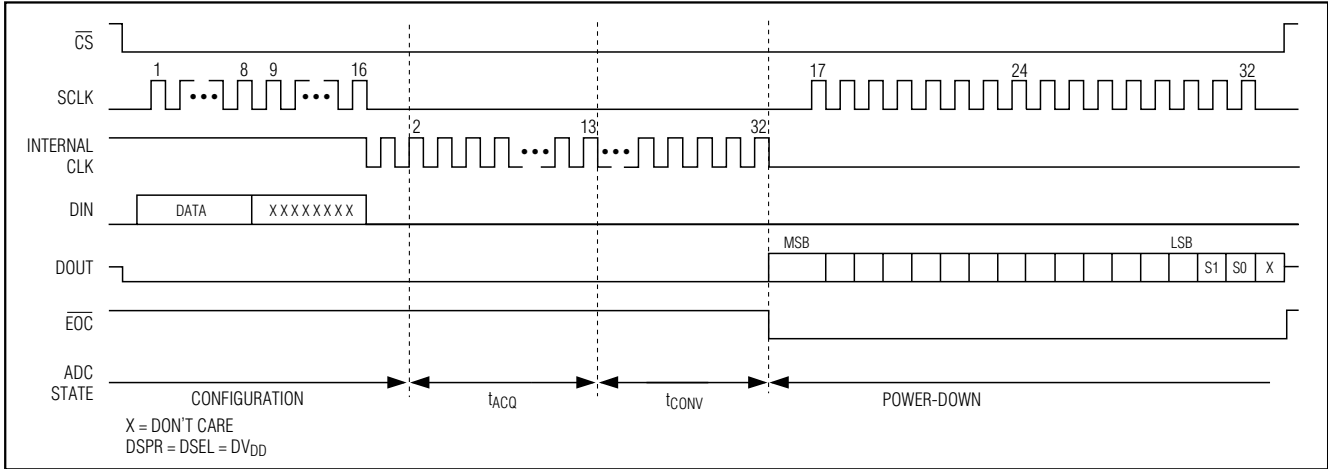 CS
1 8 9 16 17 24 32
SCLK
2 13 32
INTERNAL
CLK
DIN DATA X X X X X X X X
MSB LSB
DOUT S1 S0 X
EOC
ADC
STATE
CONFIGURATION tACQ tCONV POWER-DOWN
X = DON'T CARE
DSPR = DSEL = DVDD